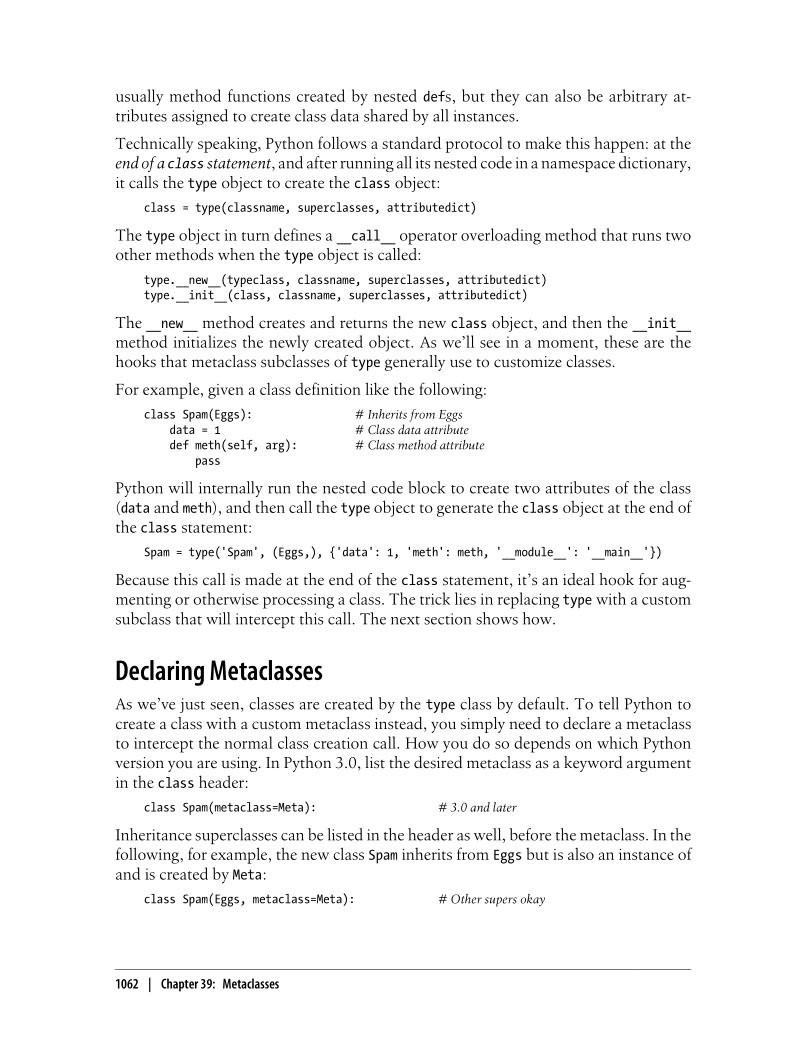 usually method functions created by nested defs, but they can also be arbitrary at-
tributes assigned to create class data shared by all instances.
Technically speaking, Python follows a standard protocol to make this happen: at the
end of a class statement, and after running all its nested code in a namespace dictionary,
it calls the type object to create the class object:
class = type(classname, superclasses, attributedict)
The type object in turn defines a __call__ operator overloading method that runs two
other methods when the type object is called:
type.__new__(typeclass, classname, superclasses, attributedict)
type.__init__(class, classname, superclasses, attributedict)
The __new__ method creates and returns the new class object, and then the __init__
method initializes the newly created object. As we'll see in a moment, these are the
hooks that metaclass subclasses of type generally use to customize classes.
For example, given a class definition like the following:
class Spam(Eggs): # Inherits from Eggs
data = 1 # Class data attribute
def meth(self, arg): # Class method attribute
pass
Python will internally run the nested code block to create two attributes of the class
(data and meth), and then call the type object to generate the class object at the end of
the class statement:
Spam = type('Spam', (Eggs,), {'data': 1, 'meth': meth, '__module__': '__main__'})
Because this call is made at the end of the class statement, it's an ideal hook for aug-
menting or otherwise processing a class. The trick lies in replacing type with a custom
subclass that will intercept this call. The next section shows how.
Declaring Metaclasses
As we've just seen, classes are created by the type class by default. To tell Python to
create a class with a custom metaclass instead, you simply need to declare a metaclass
to intercept the normal class creation call. How you do so depends on which Python
version you are using. In Python 3.0, list the desired metaclass as a keyword argument
in the class header:
class Spam(metaclass=Meta): # 3.0 and later
Inheritance superclasses can be listed in the header as well, before the metaclass. In the
following, for example, the new class Spam inherits from Eggs but is also an instance of
and is created by Meta:
class Spam(Eggs, metaclass=Meta): # Other supers okay
1062 | Chapter 39: Metaclasses